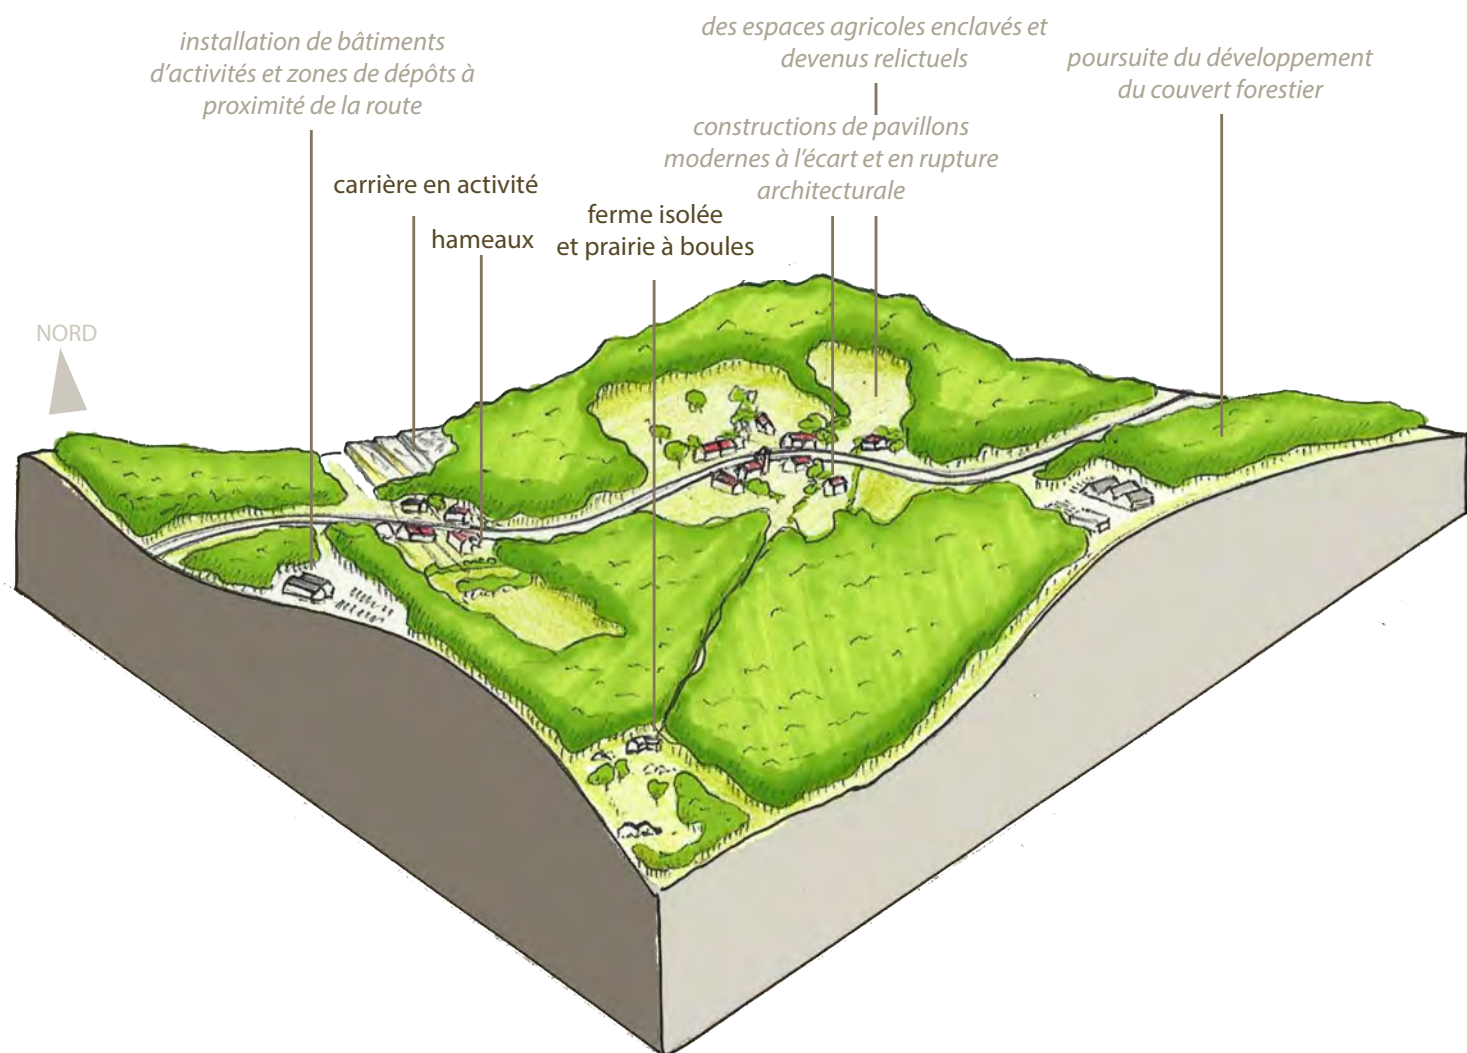 installation de bâtiments
d’activités et zones de dépôts à
proximité de la route
des espaces agricoles enclavés et
devenus relictuels
poursuite du développement
du couvert forestier
constructions de pavillons
modernes à l’écart et en rupture
architecturale
carrière en activité
hameaux
ferme isolée
et prairie à boules
NORD